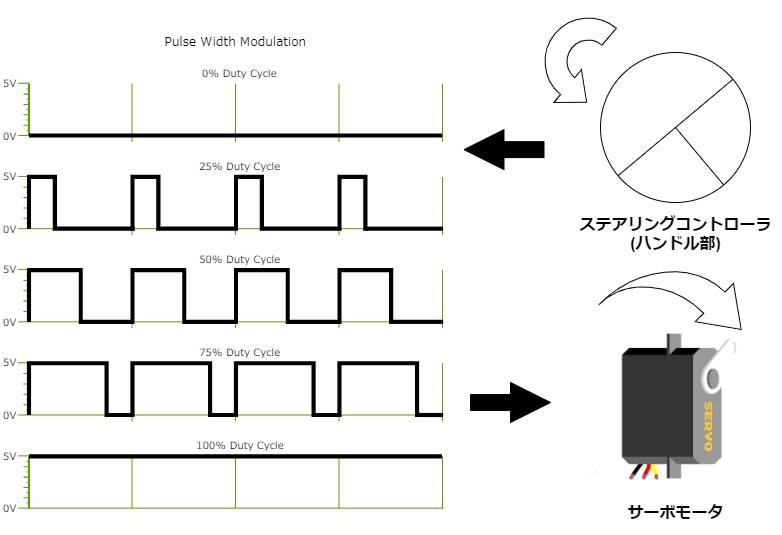 Pulse Width Modulation
0% Duty Cycle
5V
0V
25% Duty Cycle
5V
0V
50% Duty Cycle
5V
0V
75% Duty Cycle
5V
0V
100% Duty Cycle
5V
0V
ステアリングコントローラ
(ハンドル部)
SERVO
サーボモータ